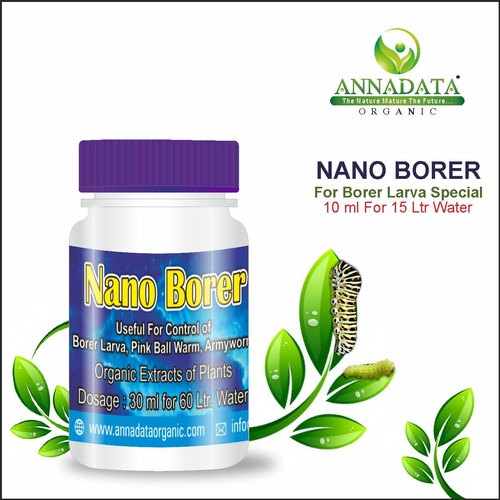 ANNADATA
The Nature Mature The Future...
ORGANIC
NANO BORER
For Borer Larva Special
10 ml For 15 Ltr Water
Nano Borer
Useful For Control of
Borer Larva, Pink Ball Warm, Armyworm
Organic Extracts of Plants
Dosage : 30 ml for 60 Ltr. Water
www.annadataorganic.com info